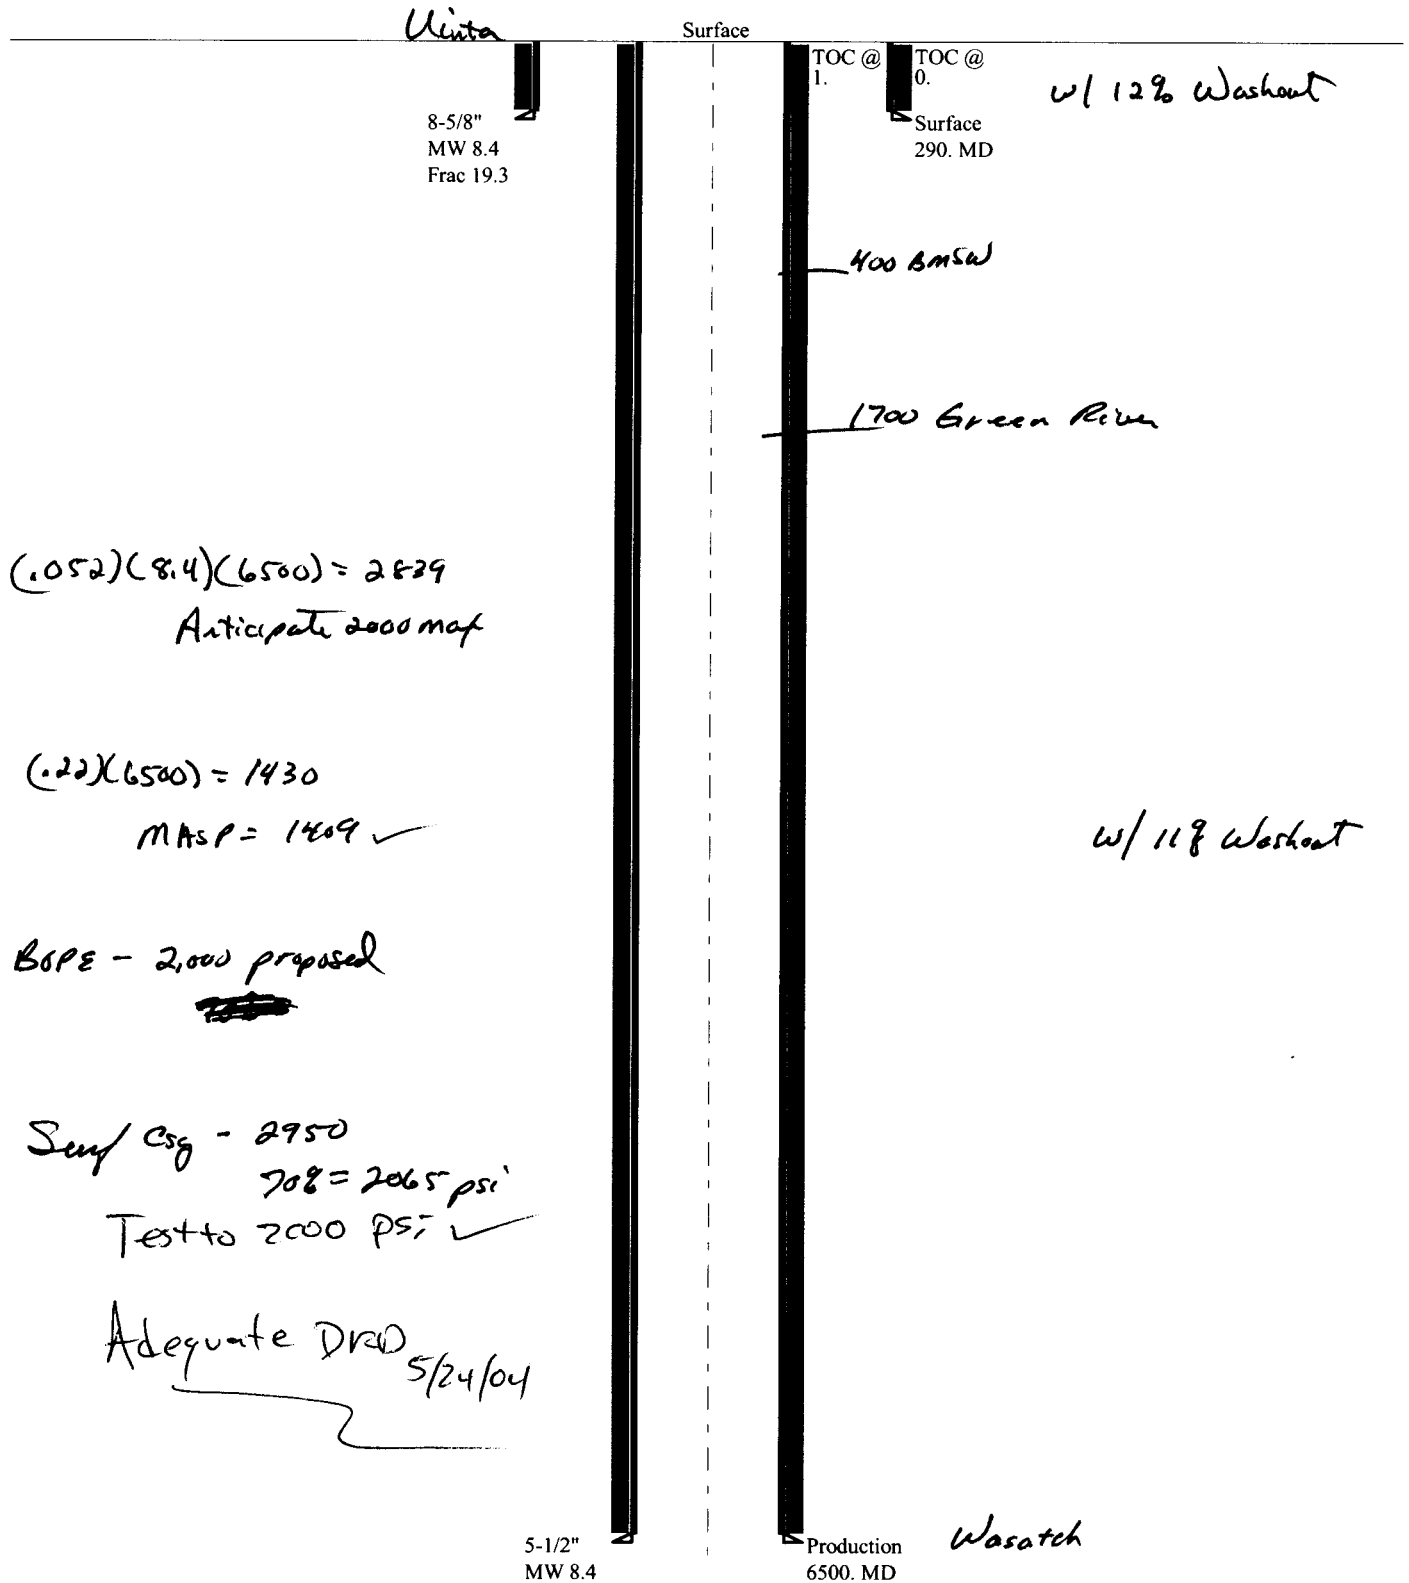 Uinta
Surface
TOC @
1.
TOC @
0.
w/ 12% Washout
8-5/8"
MW 8.4
Frac 19.3
Surface
290. MD
400 BMSW
1700 Green River
(.052)(8.4)(6500) = 2839
Anticipate 2000 max
(.22)(6500) = 1430
MASP = 1409 ✓
w/ 11% Washout
BOPE - 2,000 proposed
Surf Csg - 2950
70% = 2065 psi
Test to 2000 psi ✓
Adequate DKD
5/24/04
5-1/2"
MW 8.4
Production
6500. MD
Wasatch